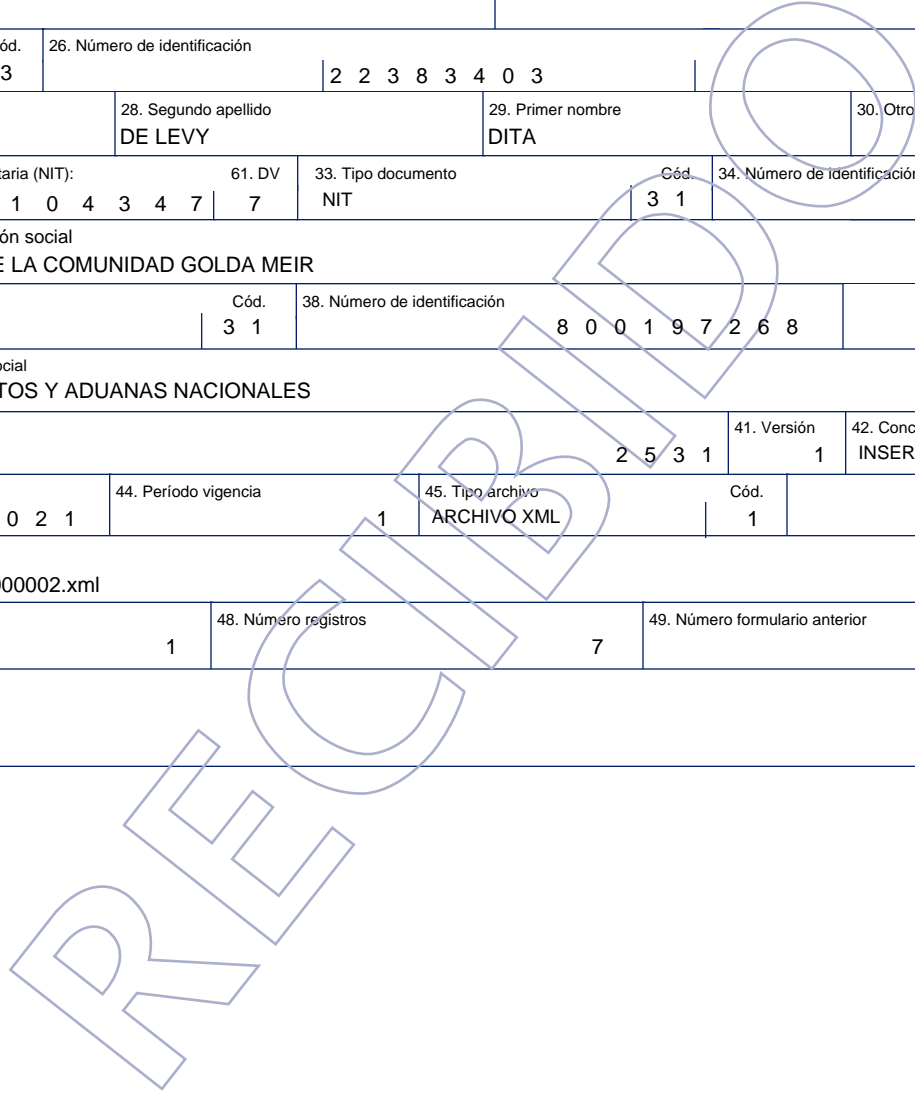 ód. 26. Número de identificación
3 2 2 3 8 3 4 0 3
28. Segundo apellido 29. Primer nombre 30. Otro
DE LEVY DITA
taria (NIT): 61. DV 33. Tipo documento Cód. 34. Número de identificación
1 0 4 3 4 7 7 NIT 3 1
ón social
E LA COMUNIDAD GOLDA MEIR
Cód. 38. Número de identificación
3 1 8 0 0 1 9 7 2 6 8
ocial
TOS Y ADUANAS NACIONALES
41. Versión 42. Conc
2 5 3 1 1 INSER
44. Período vigencia 45. Tipo archivo Cód.
0 2 1 1 ARCHIVO XML 1
000002.xml
48. Número registros 49. Número formulario anterior
1 7
RECIBIDO